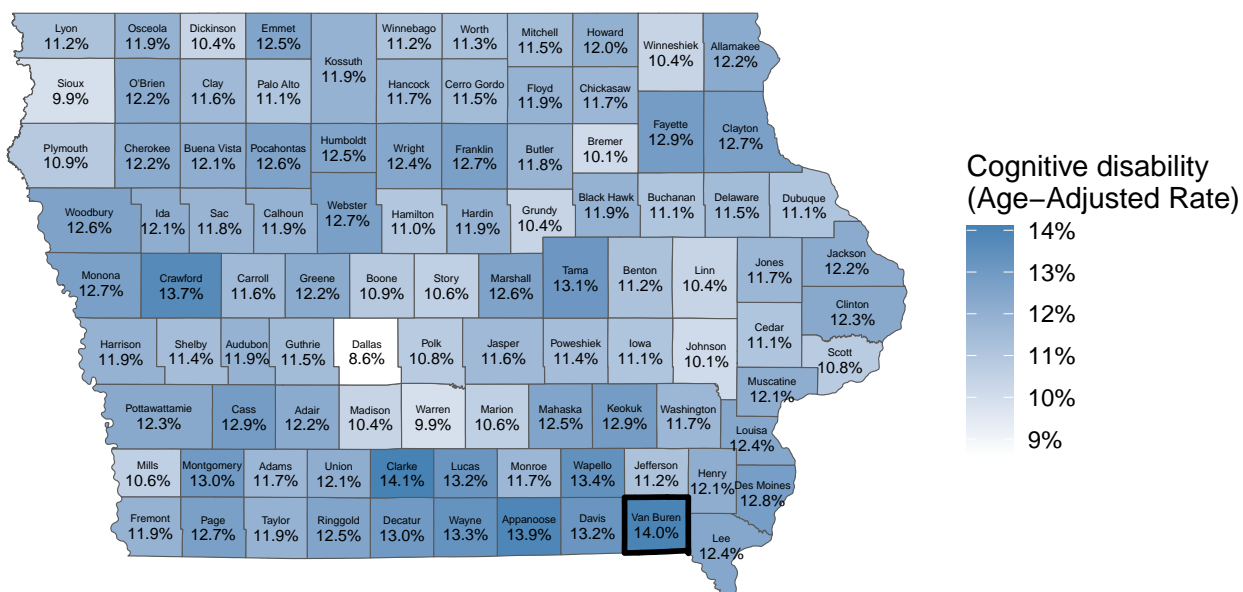 Lyon
11.2%
Osceola
11.9%
Dickinson
10.4%
Emmet
12.5%
Kossuth
11.9%
Winnebago
11.2%
Worth
11.3%
Mitchell
11.5%
Howard
12.0%
Winneshiek
10.4%
Allamakee
12.2%
Sioux
9.9%
O'Brien
12.2%
Clay
11.6%
Palo Alto
11.1%
Hancock
11.7%
Cerro Gordo
11.5%
Floyd
11.9%
Chickasaw
11.7%
Plymouth
10.9%
Cherokee
12.2%
Buena Vista
12.1%
Pocahontas
12.6%
Humboldt
12.5%
Wright
12.4%
Franklin
12.7%
Butler
11.8%
Bremer
10.1%
Fayette
12.9%
Clayton
12.7%
Woodbury
12.6%
Ida
12.1%
Sac
11.8%
Calhoun
11.9%
Webster
12.7%
Hamilton
11.0%
Hardin
11.9%
Grundy
10.4%
Black Hawk
11.9%
Buchanan
11.1%
Delaware
11.5%
Dubuque
11.1%
Monona
12.7%
Crawford
13.7%
Carroll
11.6%
Greene
12.2%
Boone
10.9%
Story
10.6%
Marshall
12.6%
Tama
13.1%
Benton
11.2%
Linn
10.4%
Jones
11.7%
Jackson
12.2%
Clinton
12.3%
Harrison
11.9%
Shelby
11.4%
Audubon
11.9%
Guthrie
11.5%
Dallas
8.6%
Polk
10.8%
Jasper
11.6%
Poweshiek
11.4%
Iowa
11.1%
Johnson
10.1%
Cedar
11.1%
Scott
10.8%
Muscatine
12.1%
Pottawattamie
12.3%
Cass
12.9%
Adair
12.2%
Madison
10.4%
Warren
9.9%
Marion
10.6%
Mahaska
12.5%
Keokuk
12.9%
Washington
11.7%
Louisa
12.4%
Mills
10.6%
Montgomery
13.0%
Adams
11.7%
Union
12.1%
Clarke
14.1%
Lucas
13.2%
Monroe
11.7%
Wapello
13.4%
Jefferson
11.2%
Henry
12.1%
Des Moines
12.8%
Fremont
11.9%
Page
12.7%
Taylor
11.9%
Ringgold
12.5%
Decatur
13.0%
Wayne
13.3%
Appanoose
13.9%
Davis
13.2%
Van Buren
14.0%
Lee
12.4%
Cognitive disability
(Age−Adjusted Rate)
14%
13%
12%
11%
10%
9%